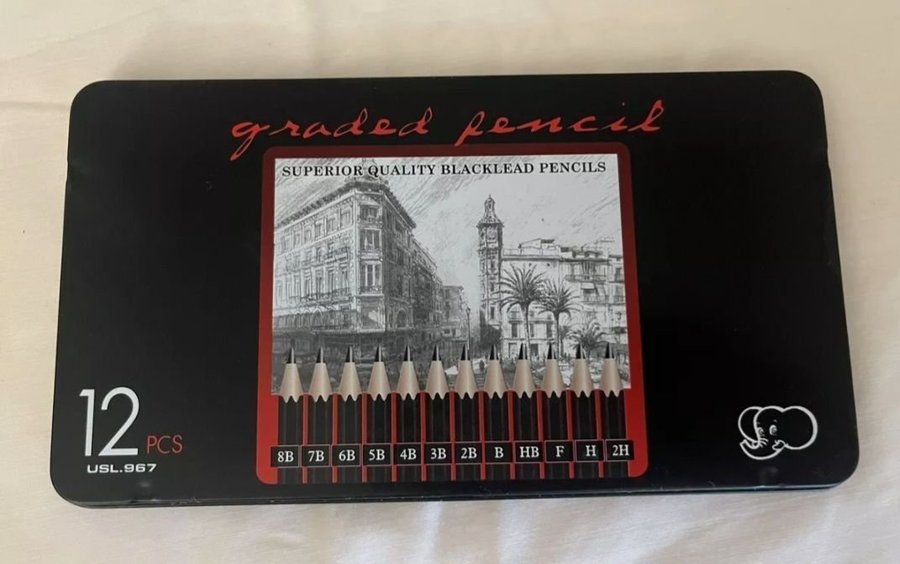 graded pencil
SUPERIOR QUALITY BLACKLEAD PENCILS
8B 7B 6B 5B 4B 3B 2B B HB F H 2H
12 PCS
USL.967